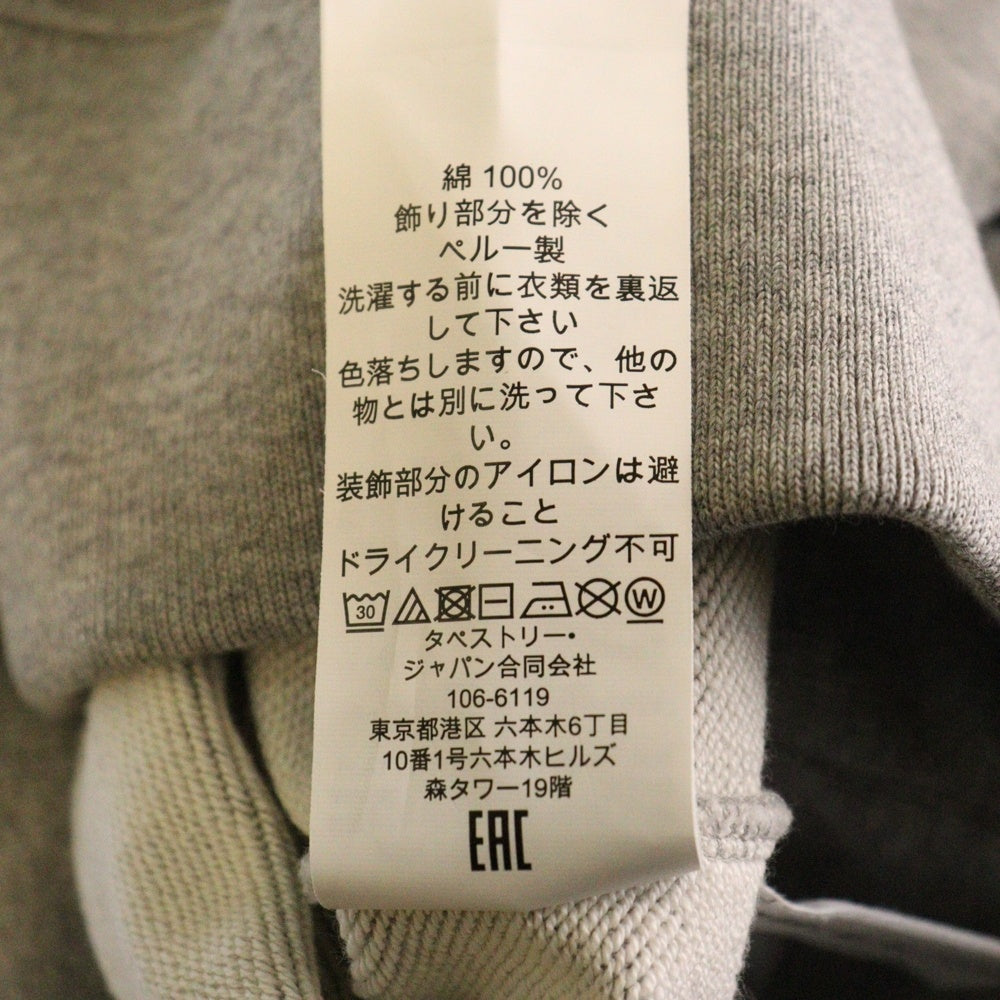 綿 100%
飾り部分を除く
ペルー製
洗濯する前に衣類を裏返
して下さい
色落ちしますので、他の
物とは別に洗って下さ
い。
装飾部分のアイロンは避
けること
ドライクリーニング不可
30 W
タペストリー・
ジャパン合同会社
106-6119
東京都港区 六本木6丁目
10番1号六本木ヒルズ
森タワー19階
EAC